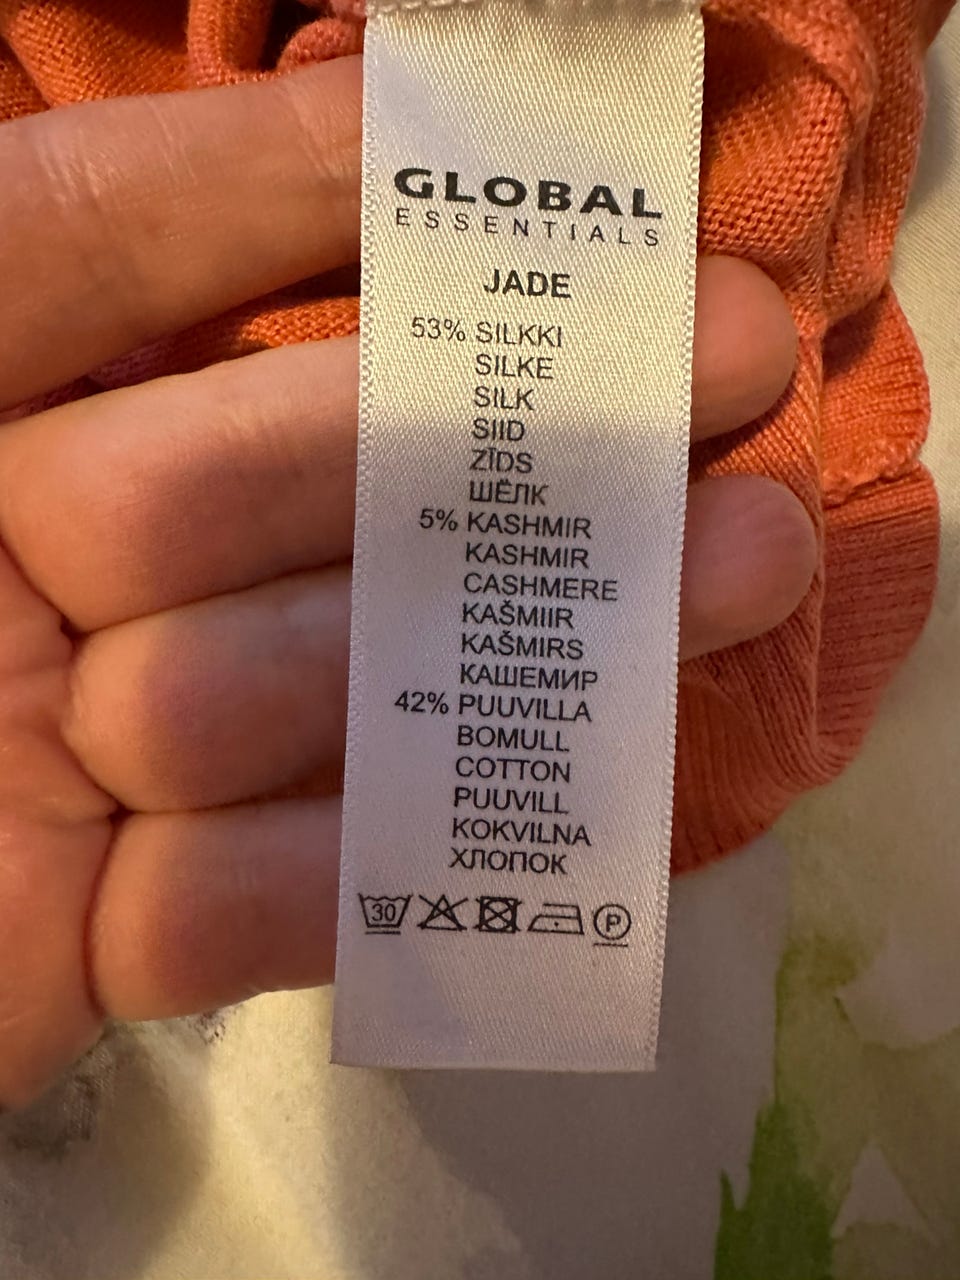 GLOBAL
ESSENTIALS
JADE
53% SILKKI
SILKE
SILK
SIID
ZĪDS
ШЁЛК
5% KASHMIR
KASHMIR
CASHMERE
KAŠMIIR
KAŠMIRS
КАШЕМИР
42% PUUVILLA
BOMULL
COTTON
PUUVILL
KOKVILNA
ХЛОПОК
30 P